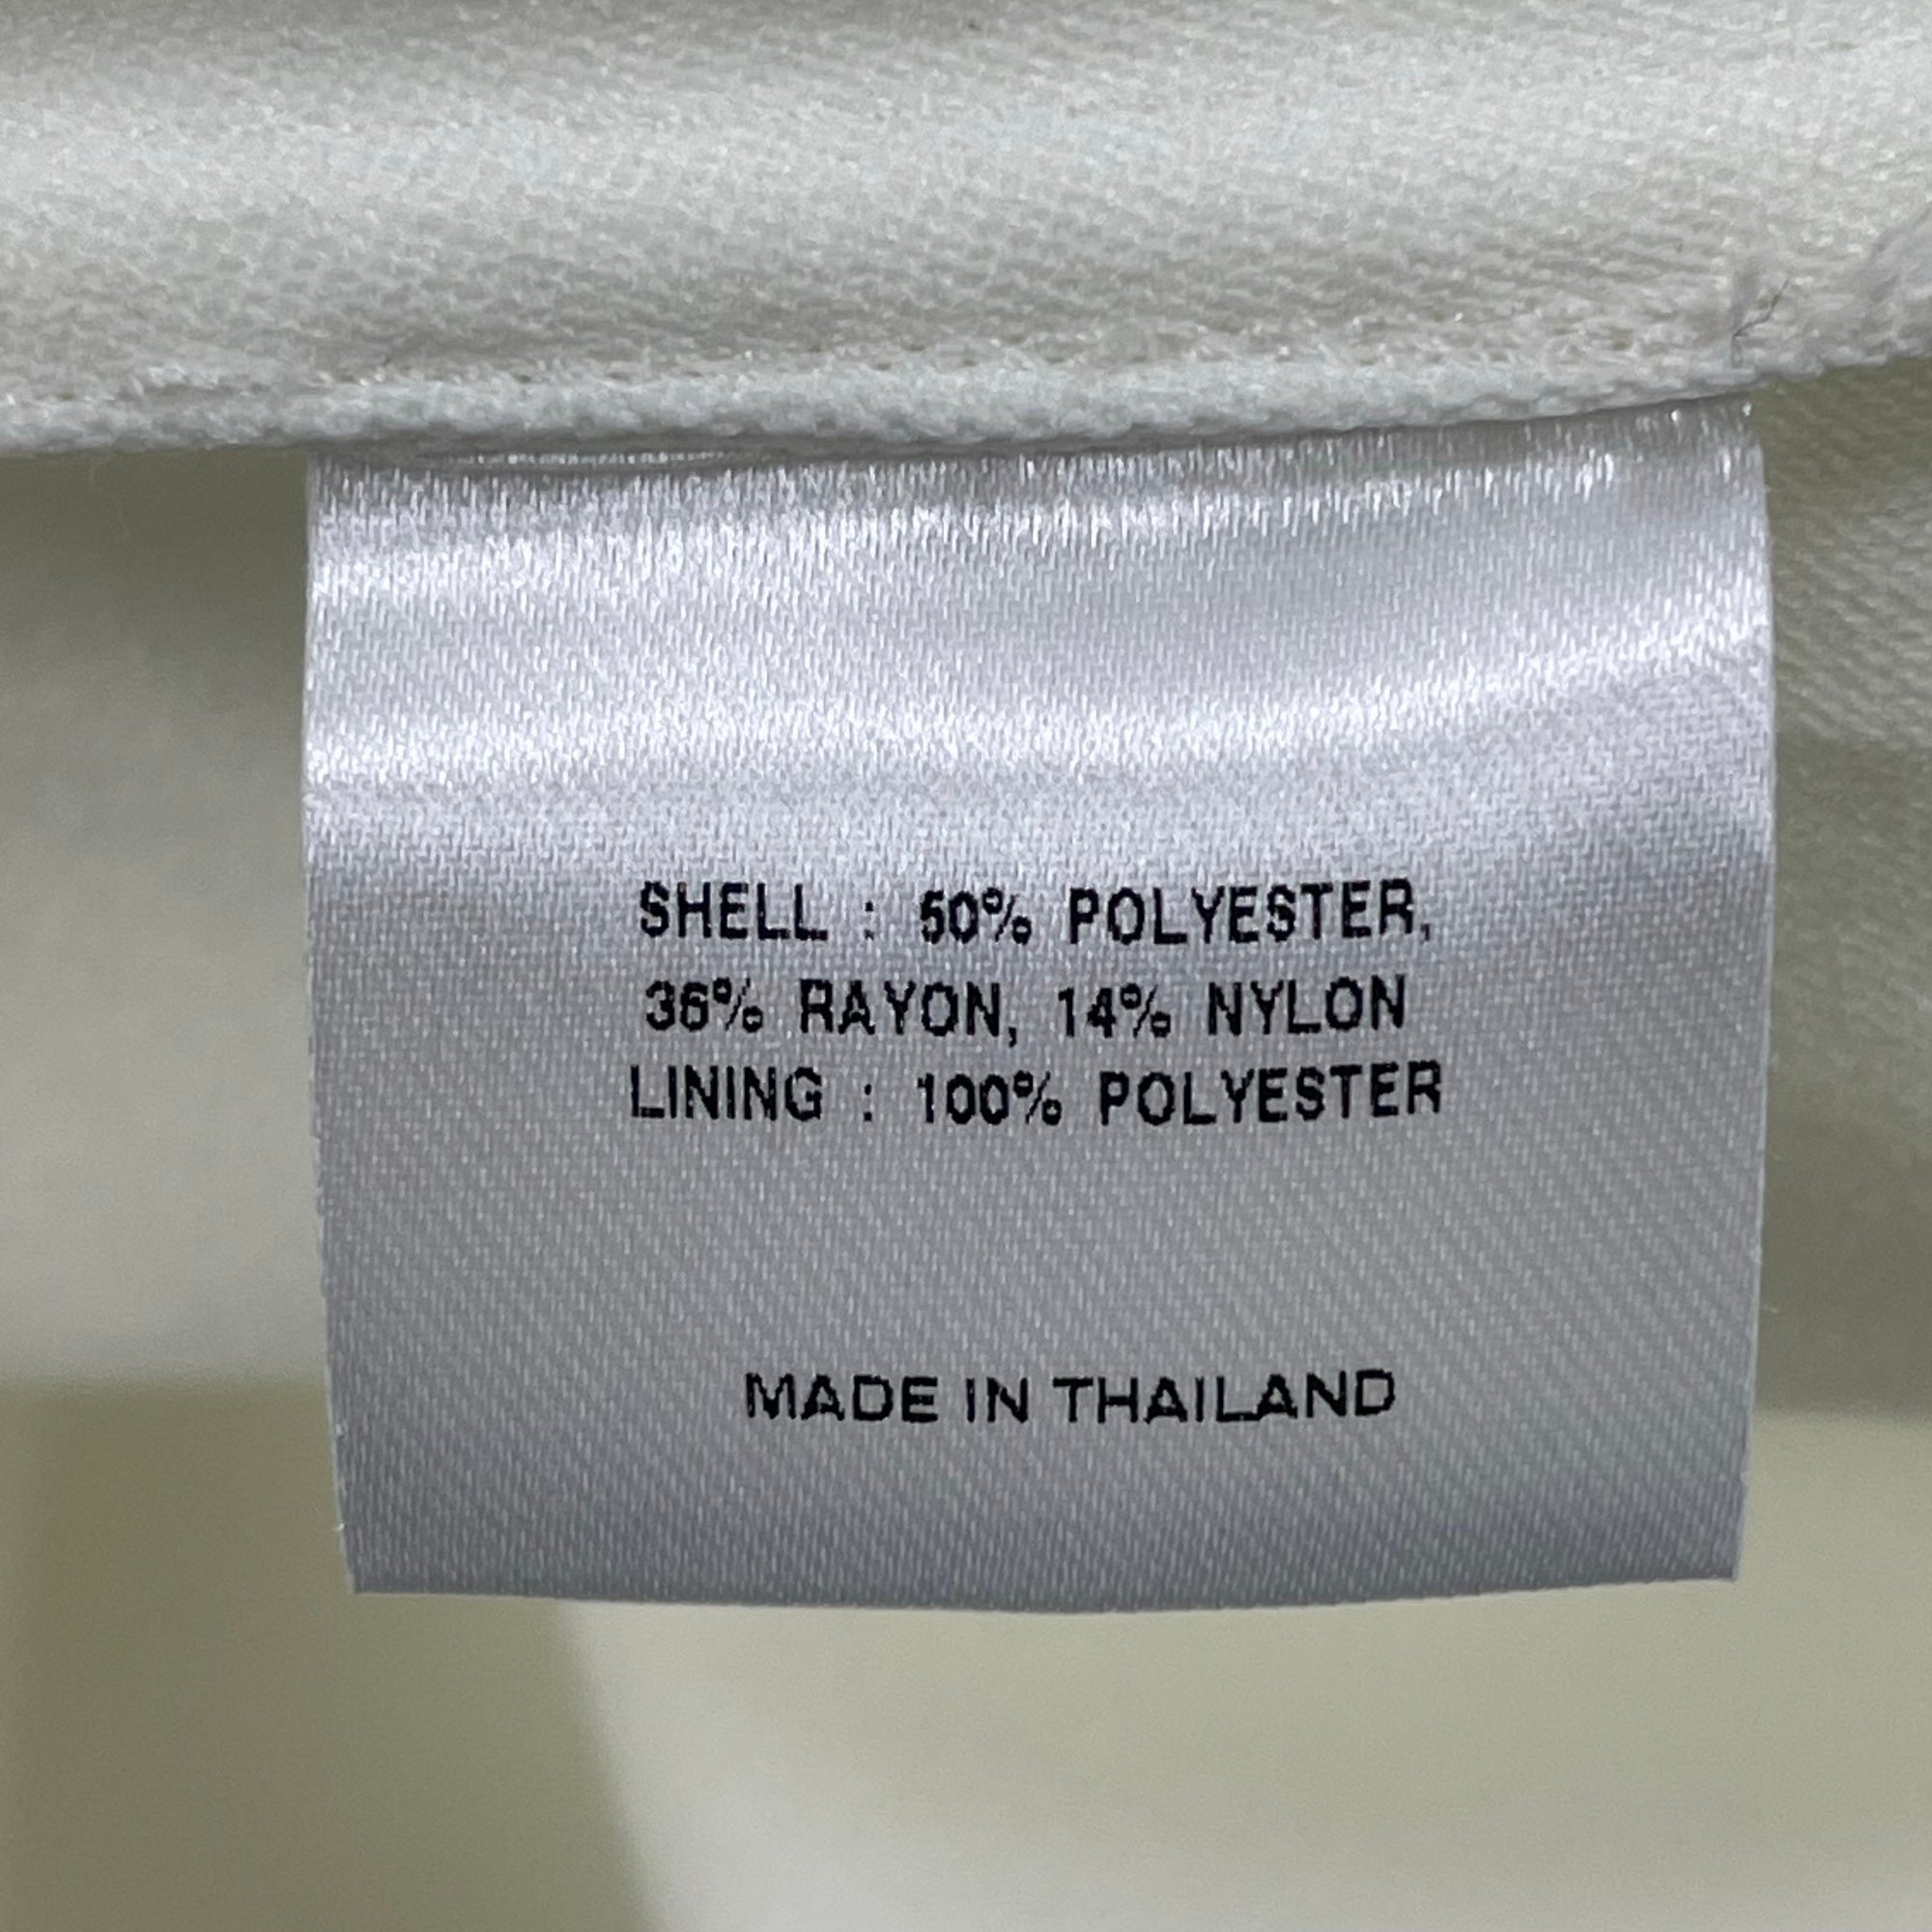 SHELL : 50% POLYESTER,
36% RAYON, 14% NYLON
LINING : 100% POLYESTER
MADE IN THAILAND